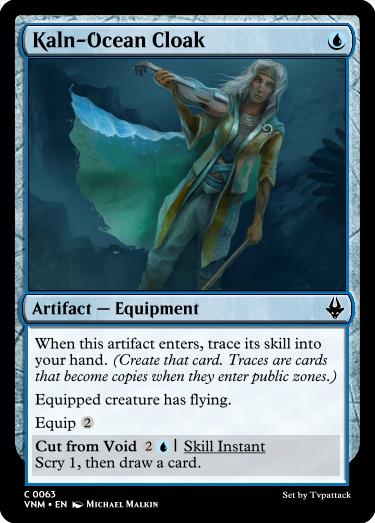 Kaln-Ocean Cloak
Artifact — Equipment
When this artifact enters, trace its skill into
your hand. (Create that card. Traces are cards
that become copies when they enter public zones.)
Equipped creature has flying.
Equip 2
Cut from Void 2 | Skill Instant
Scry 1, then draw a card.
C 0063
VNM • EN Michael Malkin
Set by Tvpattack